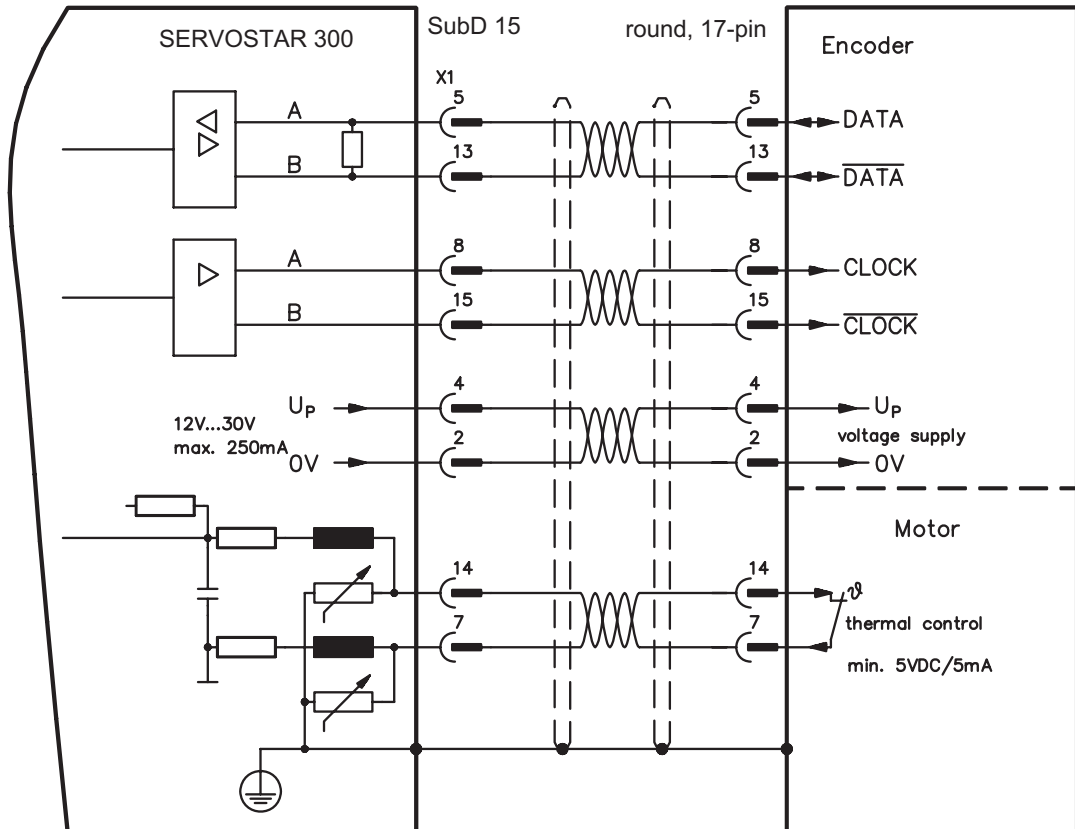 SERVOSTAR 300
SubD 15
round, 17-pin
Encoder
X1
A
5
5
DATA
B
13
13
DATA
A
8
8
CLOCK
B
15
15
CLOCK
12V...30V
max. 250mA
UP
4
4
UP
voltage supply
0V
2
2
0V
Motor
14
14
ϑ
7
7
thermal control
min. 5VDC/5mA